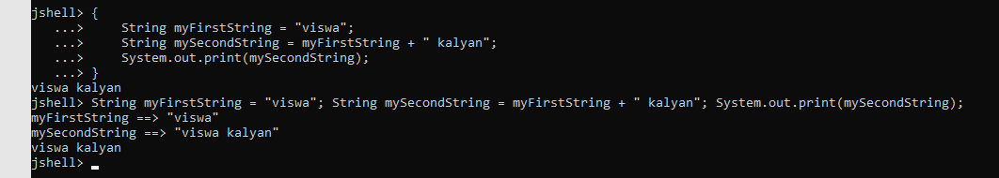 jshell> {
   ...>     String myFirstString = "viswa";
   ...>     String mySecondString = myFirstString + " kalyan";
   ...>     System.out.print(mySecondString);
   ...> }
viswa kalyan
jshell> String myFirstString = "viswa"; String mySecondString = myFirstString + " kalyan"; System.out.print(mySecondString);
myFirstString ==> "viswa"
mySecondString ==> "viswa kalyan"
viswa kalyan
jshell>